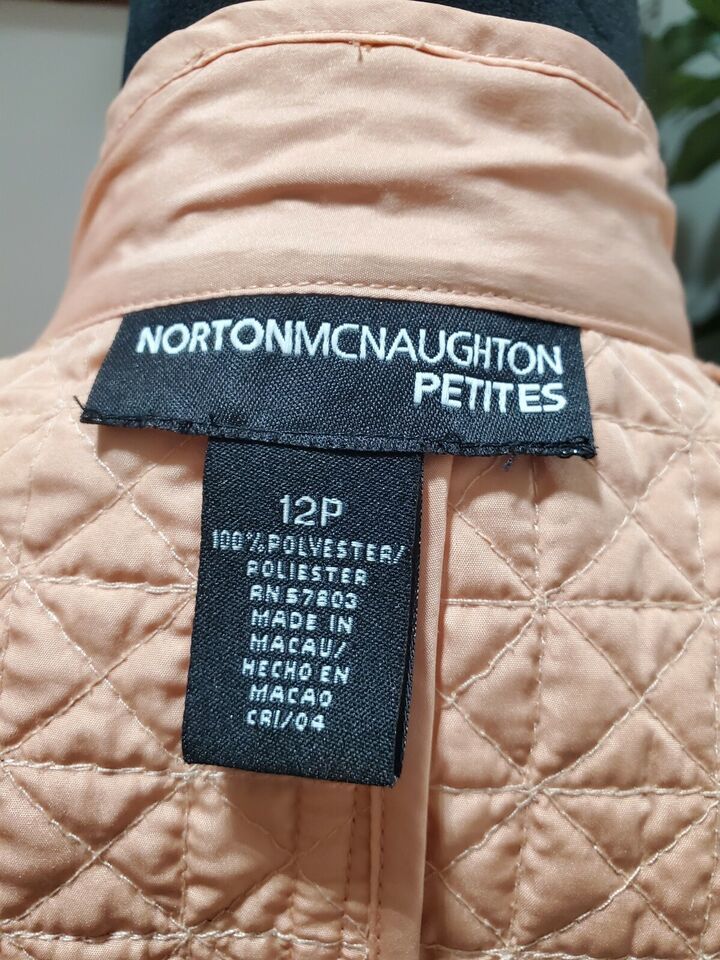 NORTONMCNAUGHTON
PETITES
12P
100%POLYESTER/
POLIESTER
RN57803
MADE IN
MACAU/
HECHO EN
MACAO
CRI/04